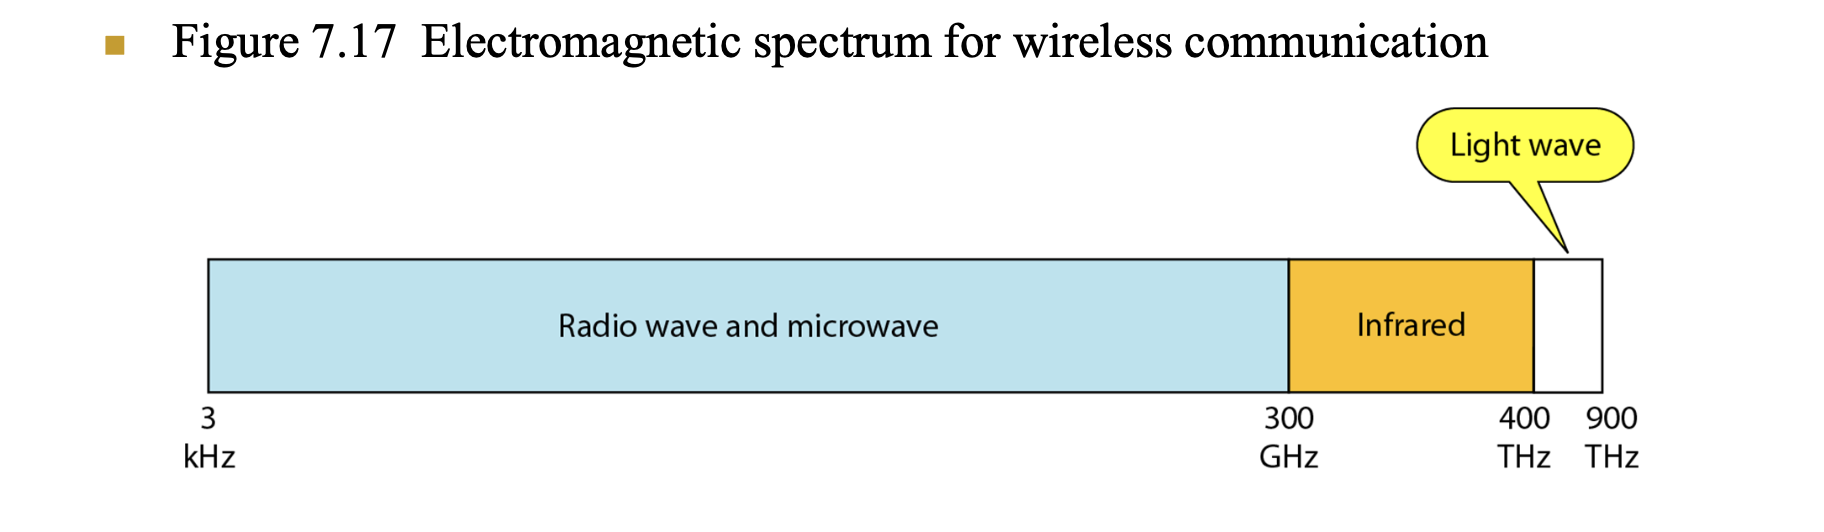 Figure 7.17 Electromagnetic spectrum for wireless communication
Light wave
Radio wave and microwave
Infrared
3
kHz
300
GHz
400
THz
900
THz